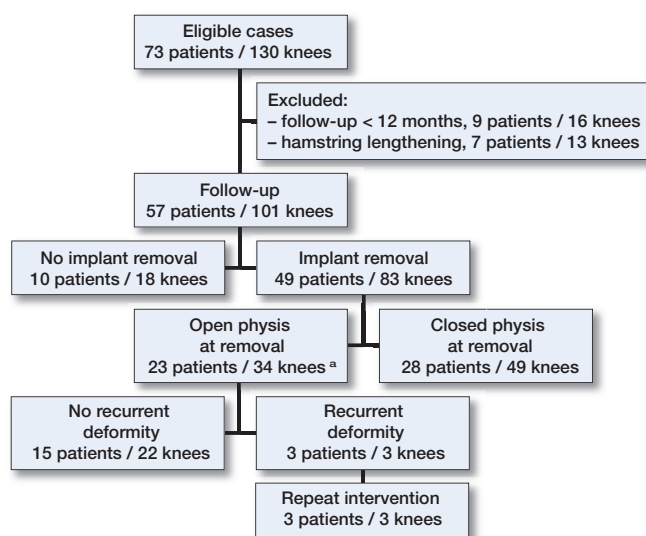 Eligible cases
73 patients / 130 knees
Excluded:
– follow-up < 12 months, 9 patients / 16 knees
– hamstring lengthening, 7 patients / 13 knees
Follow-up
57 patients / 101 knees
No implant removal
10 patients / 18 knees
Implant removal
49 patients / 83 knees
Open physis
at removal
23 patients / 34 knees ª
Closed physis
at removal
28 patients / 49 knees
No recurrent
deformity
15 patients / 22 knees
Recurrent
deformity
3 patients / 3 knees
Repeat intervention
3 patients / 3 knees